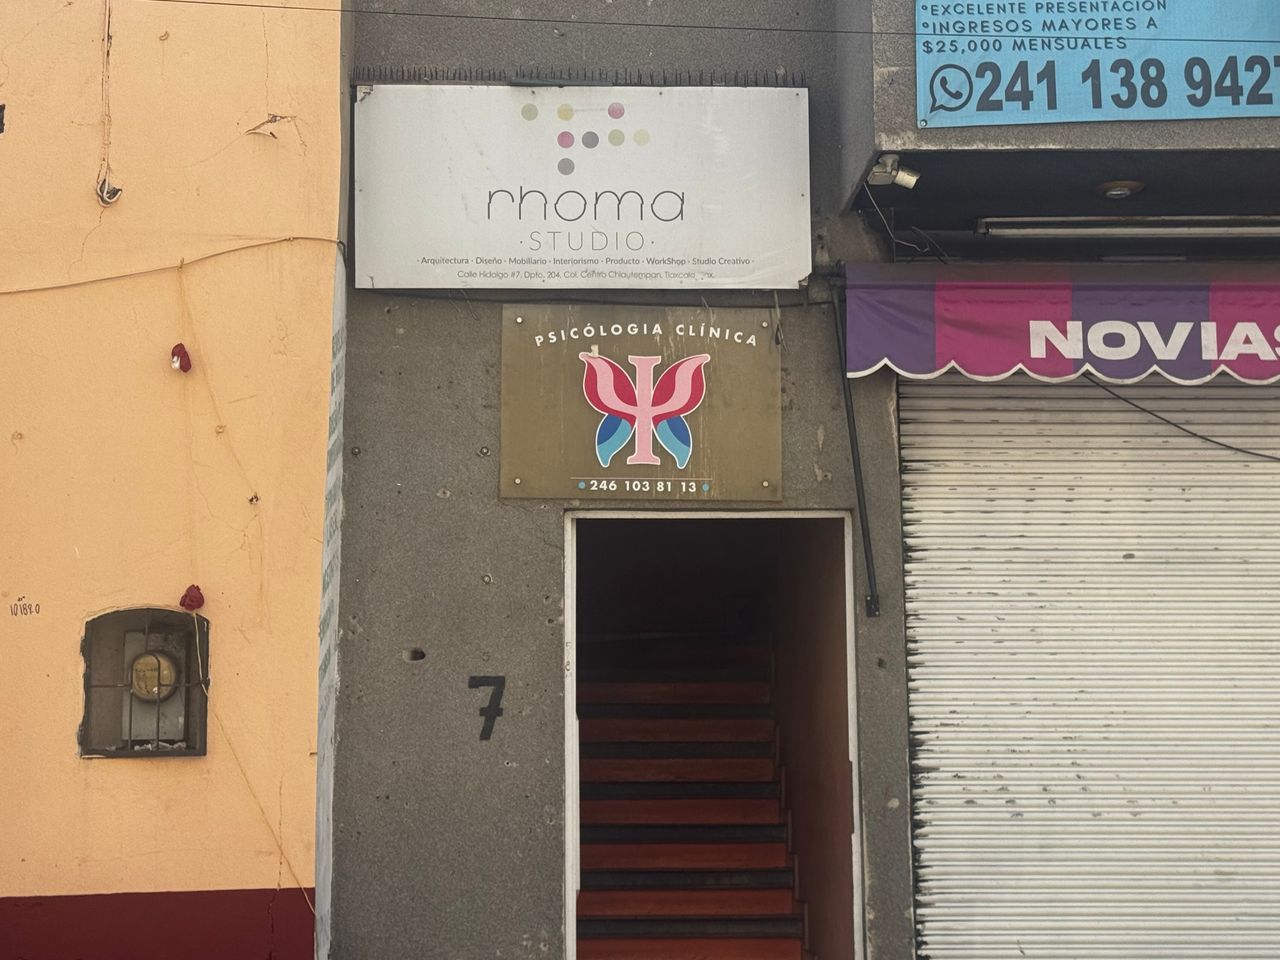 rhoma
·STUDIO·
· Arquitectura · Diseño · Mobiliario · Interiorismo · Producto · WorkShop · Studio Creativo ·
Calle Hidalgo #7, Dpto. 204, Col. Centro Chiautempan, Tlaxcala
PSICÓLOGIA CLÍNICA
• 246 103 81 13 •
7
°EXCELENTE PRESENTACIÓN
°INGRESOS MAYORES A
$25,000 MENSUALES
241 138 942
NOVIAS